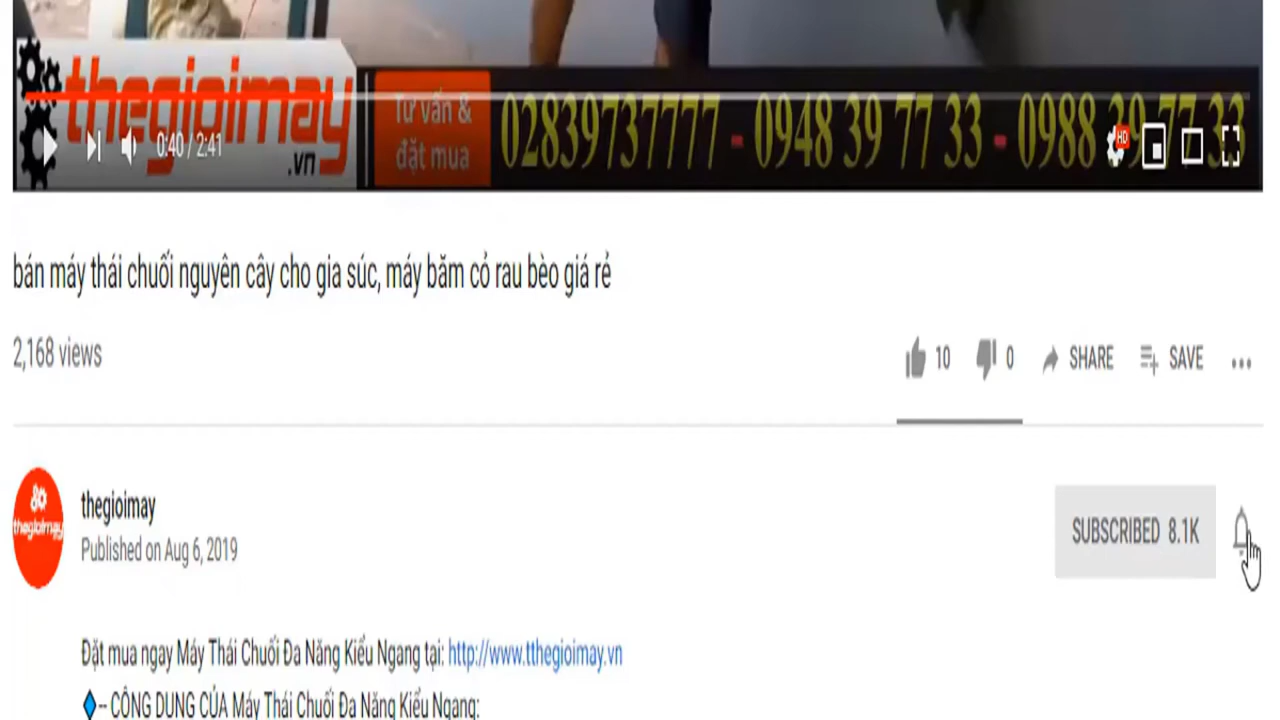 thegioimay
.vn
Tư vấn &
đặt mua
02839737777 - 0948 39 77 33 - 0988 39 77 33
0:40 / 2:41
HD
bán máy thái chuối nguyên cây cho gia súc, máy băm cỏ rau bèo giá rẻ
2,168 views
10 0 SHARE SAVE
thegioimay
thegioimay
Published on Aug 6, 2019
SUBSCRIBED 8.1K
Đặt mua ngay Máy Thái Chuối Đa Năng Kiểu Ngang tại: http://www.tthegioimay.vn
-- CÔNG DỤNG CỦA Máy Thái Chuối Đa Năng Kiểu Ngang: